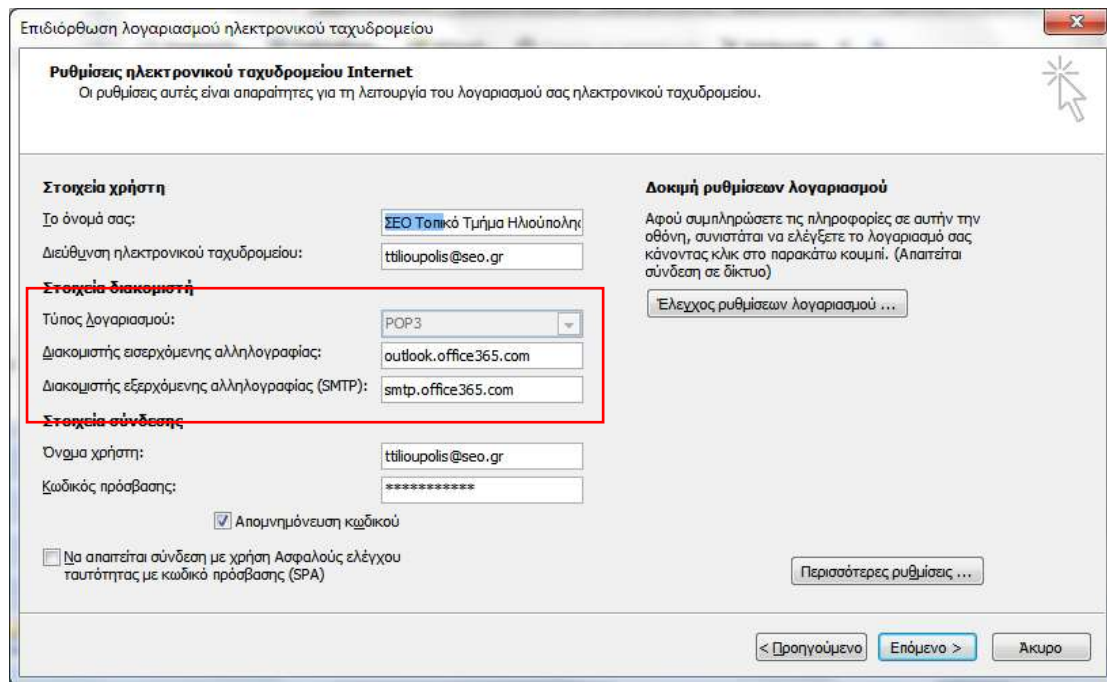 Επιδιόρθωση λογαριασμού ηλεκτρονικού ταχυδρομείου
Ρυθμίσεις ηλεκτρονικού ταχυδρομείου Internet
Οι ρυθμίσεις αυτές είναι απαραίτητες για τη λειτουργία του λογαριασμού σας ηλεκτρονικού ταχυδρομείου.
Στοιχεία χρήστη
Το όνομά σας:
ΣΕΟ Τοπικό Τμήμα Ηλιούπολης
Διεύθυνση ηλεκτρονικού ταχυδρομείου:
ttilioupolis@seo.gr
Στοιχεία διακομιστή
Τύπος λογαριασμού:
POP3
Διακομιστής εισερχόμενης αλληλογραφίας:
outlook.office365.com
Διακομιστής εξερχόμενης αλληλογραφίας (SMTP):
smtp.office365.com
Στοιχεία σύνδεσης
Όνομα χρήστη:
ttilioupolis@seo.gr
Κωδικός πρόσβασης:
***********
Απομνημόνευση κωδικού
Να απαιτείται σύνδεση με χρήση Ασφαλούς ελέγχου
ταυτότητας με κωδικό πρόσβασης (SPA)
Δοκιμή ρυθμίσεων λογαριασμού
Αφού συμπληρώσετε τις πληροφορίες σε αυτήν την
οθόνη, συνιστάται να ελέγξετε το λογαριασμό σας
κάνοντας κλικ στο παρακάτω κουμπί. (Απαιτείται
σύνδεση σε δίκτυο)
Έλεγχος ρυθμίσεων λογαριασμού ...
Περισσότερες ρυθμίσεις ...
< Προηγούμενο
Επόμενο >
Άκυρο